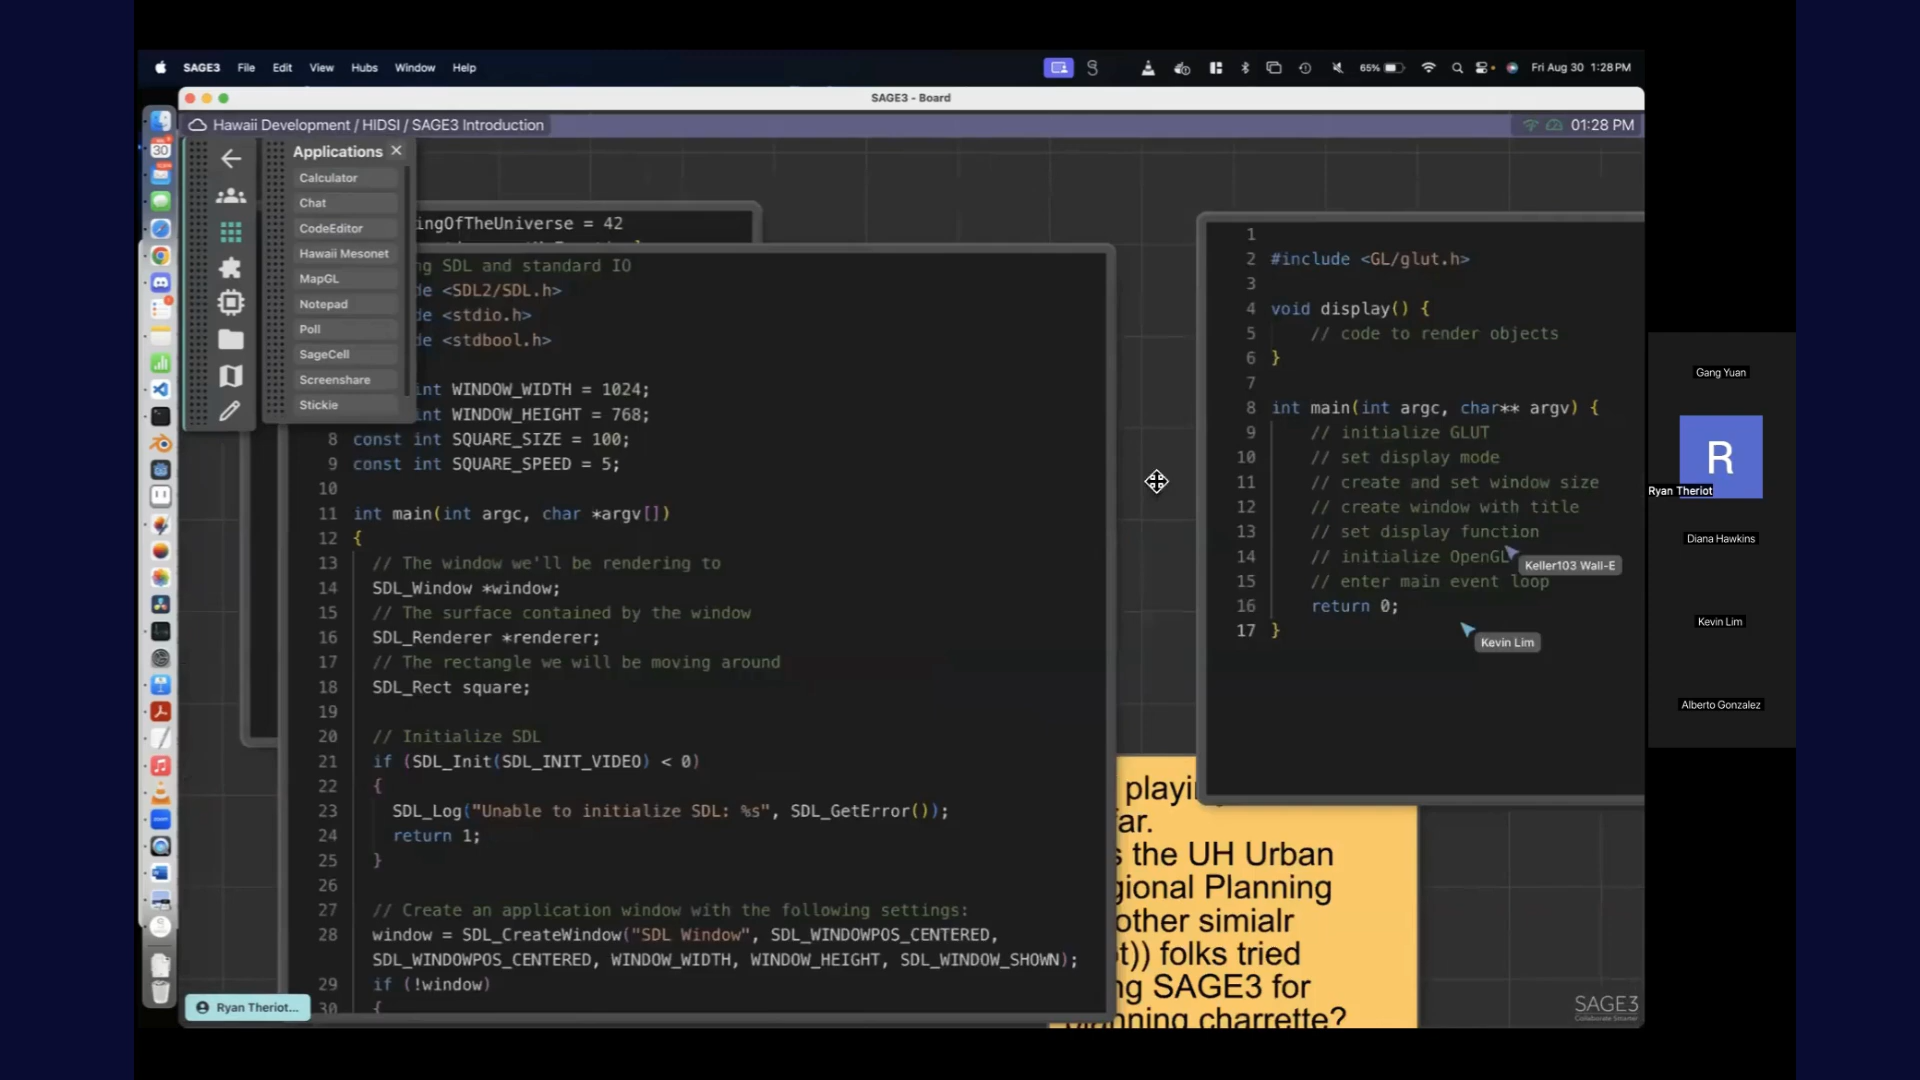 SAGE3 File Edit View Hubs Window Help
65% Fri Aug 30 1:28 PM
SAGE3 - Board
Hawaii Development / HIDSI / SAGE3 Introduction
01:28 PM
30
Applications
Calculator
Chat
CodeEditor
Hawaii Mesonet
MapGL
Notepad
Poll
SageCell
Screenshare
Stickie
ingOfTheUniverse = 42
ng SDL and standard IO
de <SDL2/SDL.h>
de <stdio.h>
de <stdbool.h>
int WINDOW_WIDTH = 1024;
int WINDOW_HEIGHT = 768;
8 const int SQUARE_SIZE = 100;
9 const int SQUARE_SPEED = 5;
10
11 int main(int argc, char *argv[])
12 {
13 // The window we'll be rendering to
14 SDL_Window *window;
15 // The surface contained by the window
16 SDL_Renderer *renderer;
17 // The rectangle we will be moving around
18 SDL_Rect square;
19
20 // Initialize SDL
21 if (SDL_Init(SDL_INIT_VIDEO) < 0)
22 {
23 SDL_Log("Unable to initialize SDL: %s", SDL_GetError());
24 return 1;
25 }
26
27 // Create an application window with the following settings:
28 window = SDL_CreateWindow("SDL Window", SDL_WINDOWPOS_CENTERED,
SDL_WINDOWPOS_CENTERED, WINDOW_WIDTH, WINDOW_HEIGHT, SDL_WINDOW_SHOWN);
29 if (!window)
30 {
1
2 #include <GL/glut.h>
3
4 void display() {
5 // code to render objects
6 }
7
8 int main(int argc, char** argv) {
9 // initialize GLUT
10 // set display mode
11 // create and set window size
12 // create window with title
13 // set display function
14 // initialize OpenGL
15 // enter main event loop
16 return 0;
17 }
Keller103 Wall-E
Kevin Lim
playi
far.
s the UH Urban
gional Planning
other simialr
t)) folks tried
ng SAGE3 for
planning charrette?
Ryan Theriot...
SAGE3
Collaborate Smarter
Gang Yuan
R
Ryan Theriot
Diana Hawkins
Kevin Lim
Alberto Gonzalez